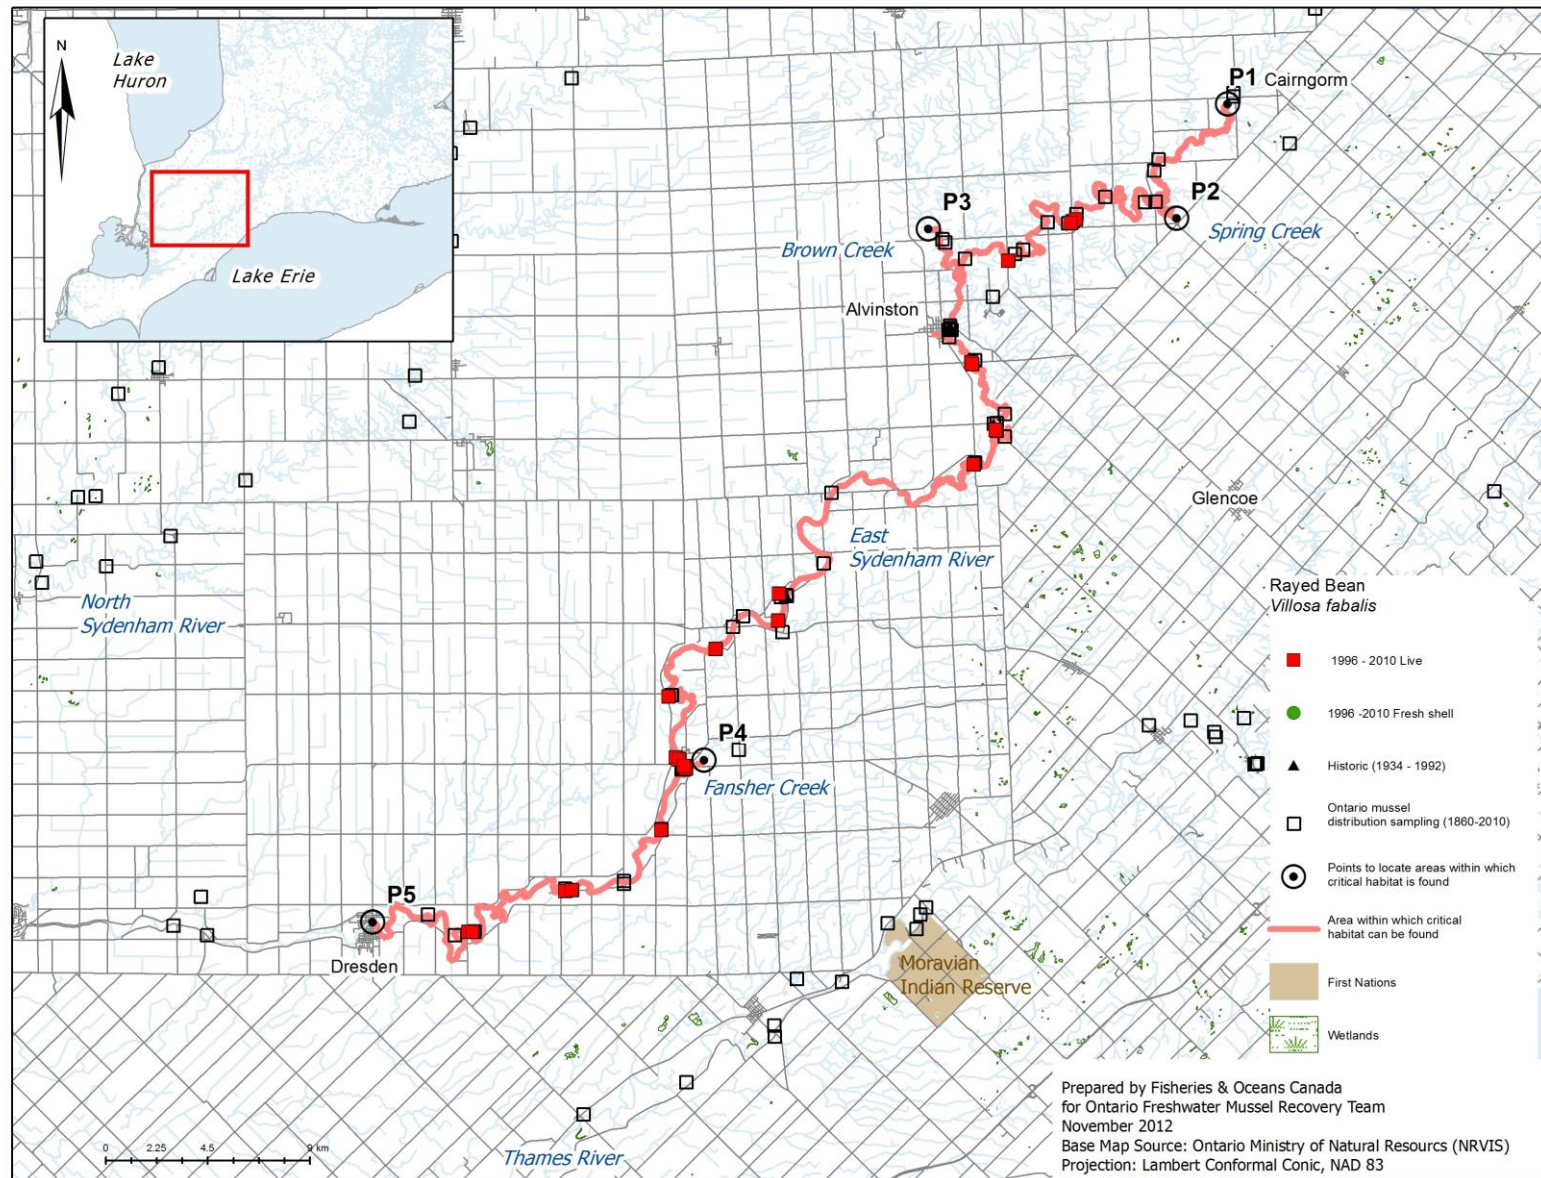 N
Lake
Huron
Lake Erie
P1
Cairngorm
P2
Spring Creek
P3
Brown Creek
Alvinston
Glencoe
East
Sydenham River
North
Sydenham River
P4
Fansher Creek
P5
Dresden
Moravian
Indian Reserve
Thames River
0 2.25 4.5 9 km
Rayed Bean
Villosa fabalis
1996 - 2010 Live
1996 -2010 Fresh shell
Historic (1934 - 1992)
Ontario mussel
distribution sampling (1860-2010)
Points to locate areas within which
critical habitat is found
Area within which critical
habitat can be found
First Nations
Wetlands
Prepared by Fisheries & Oceans Canada
for Ontario Freshwater Mussel Recovery Team
November 2012
Base Map Source: Ontario Ministry of Natural Resourcs (NRVIS)
Projection: Lambert Conformal Conic, NAD 83